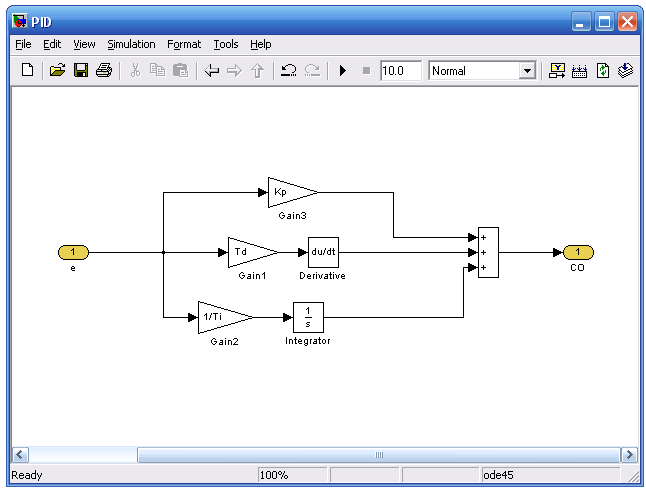 PID
File Edit View Simulation Format Tools Help
10.0 Normal
Kp
Gain3
1
e
Td
Gain1
du/dt
Derivative
1/Ti
Gain2
1
s
Integrator
+
+
+
1
CO
Ready 100% ode45